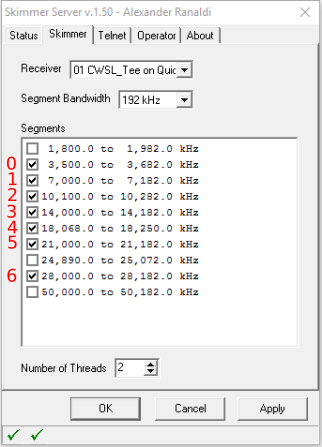 Skimmer Server v.1.50 - Alexander Ranaldi
Status Skimmer Telnet Operator About
Receiver 01 CWSL_Tee on Quic
Segment Bandwidth 192 kHz
Segments
1,800.0 to 1,982.0 kHz
0 3,500.0 to 3,682.0 kHz
1 7,000.0 to 7,182.0 kHz
2 10,100.0 to 10,282.0 kHz
3 14,000.0 to 14,182.0 kHz
4 18,068.0 to 18,250.0 kHz
5 21,000.0 to 21,182.0 kHz
24,890.0 to 25,072.0 kHz
6 28,000.0 to 28,182.0 kHz
50,000.0 to 50,182.0 kHz
Number of Threads 2
OK Cancel Apply